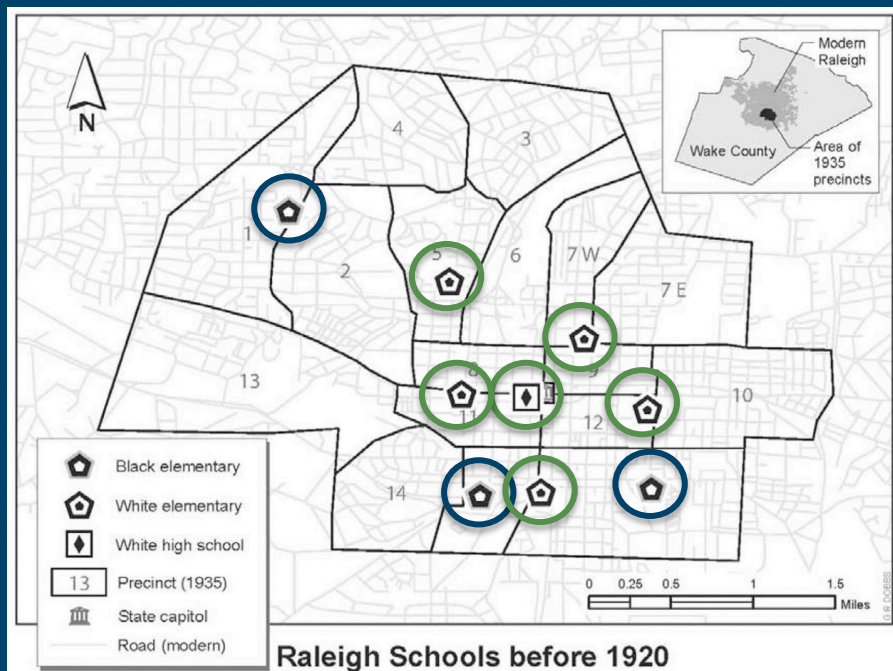 N
Modern
Raleigh
Wake County
Area of
1935
precincts
4
3
1
2
5
6
7 W
7 E
13
8
9
10
11
12
14
Black elementary
White elementary
White high school
13 Precinct (1935)
State capitol
Road (modern)
0 0.25 0.5 1 1.5
Miles
G R DOBBS
Raleigh Schools before 1920